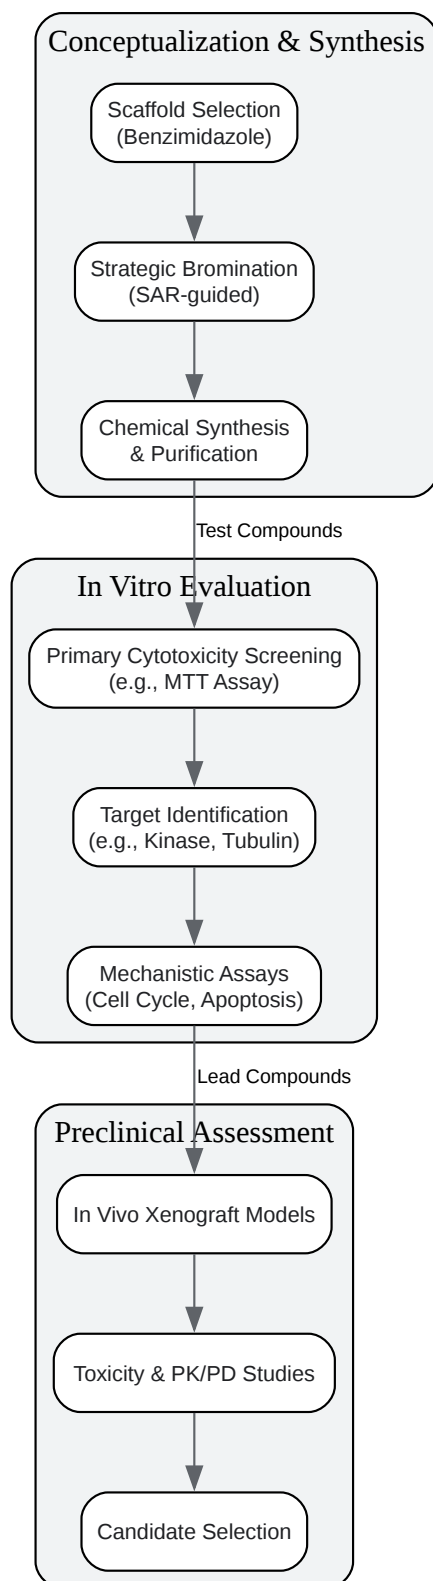 Conceptualization & Synthesis
Scaffold Selection
(Benzimidazole)
Strategic Bromination
(SAR-guided)
Chemical Synthesis
& Purification
Test Compounds
In Vitro Evaluation
Primary Cytotoxicity Screening
(e.g., MTT Assay)
Target Identification
(e.g., Kinase, Tubulin)
Mechanistic Assays
(Cell Cycle, Apoptosis)
Lead Compounds
Preclinical Assessment
In Vivo Xenograft Models
Toxicity & PK/PD Studies
Candidate Selection